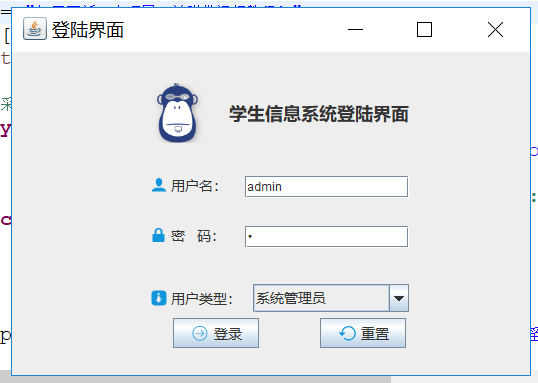 登陆界面
学生信息系统登陆界面
用户名：
admin
密 码：
•
用户类型：
系统管理员
登录
重置